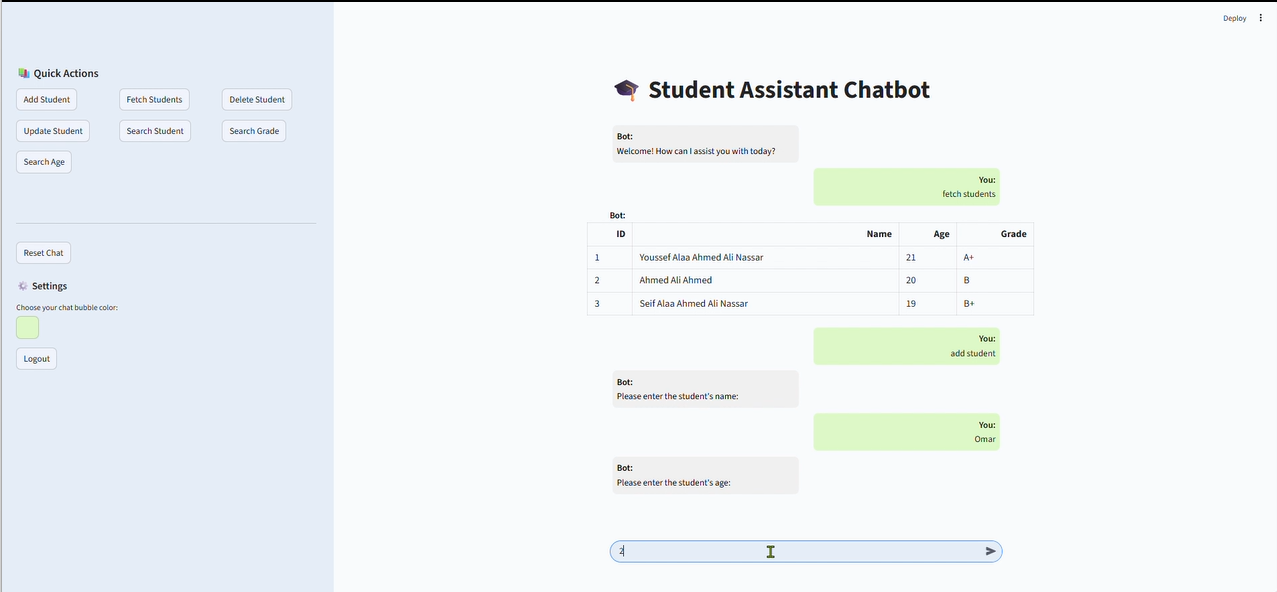 Deploy
Quick Actions
Add Student
Fetch Students
Delete Student
Update Student
Search Student
Search Grade
Search Age
Reset Chat
Settings
Choose your chat bubble color:
Logout
Student Assistant Chatbot
Bot:
Welcome! How can I assist you with today?
You:
fetch students
Bot:
ID Name Age Grade
1 Youssef Alaa Ahmed Ali Nassar 21 A+
2 Ahmed Ali Ahmed 20 B
3 Seif Alaa Ahmed Ali Nassar 19 B+
You:
add student
Bot:
Please enter the student's name:
You:
Omar
Bot:
Please enter the student's age:
2